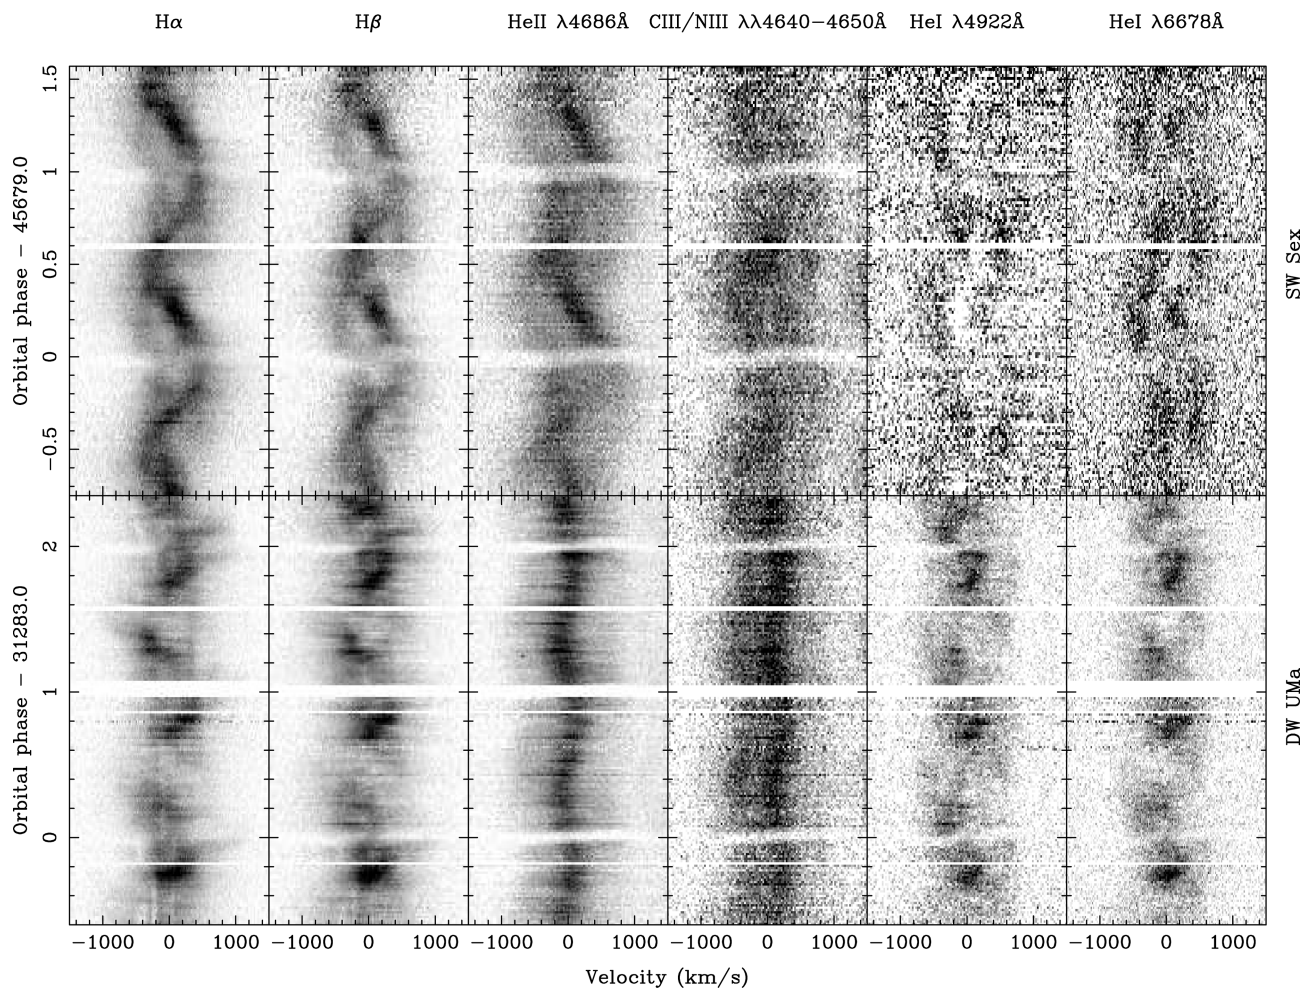 Hα Hβ HeII λ4686Å CIII/NIII λλ4640−4650Å HeI λ4922Å HeI λ6678Å
Orbital phase − 45679.0
1.5
1
0.5
0
−0.5
SW Sex
Orbital phase − 31283.0
2
1
0
DW UMa
−1000 0 1000 −1000 0 1000 −1000 0 1000 −1000 0 1000 −1000 0 1000 −1000 0 1000
Velocity (km/s)